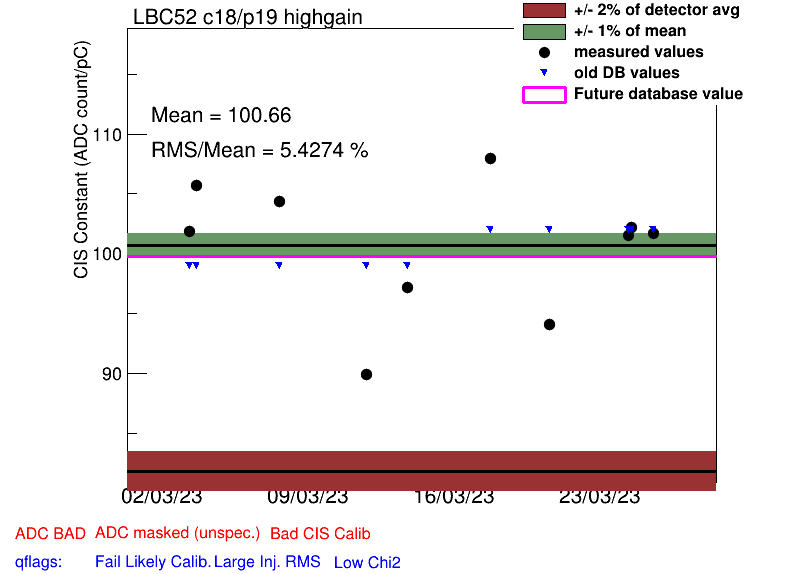 LBC52 c18/p19 highgain
+/- 2% of detector avg
+/- 1% of mean
measured values
old DB values
Future database value
CIS Constant (ADC count/pC)
Mean = 100.66
RMS/Mean = 5.4274 %
110
100
90
02/03/23 09/03/23 16/03/23 23/03/23
ADC BAD ADC masked (unspec.) Bad CIS Calib
qflags: Fail Likely Calib. Large Inj. RMS Low Chi2